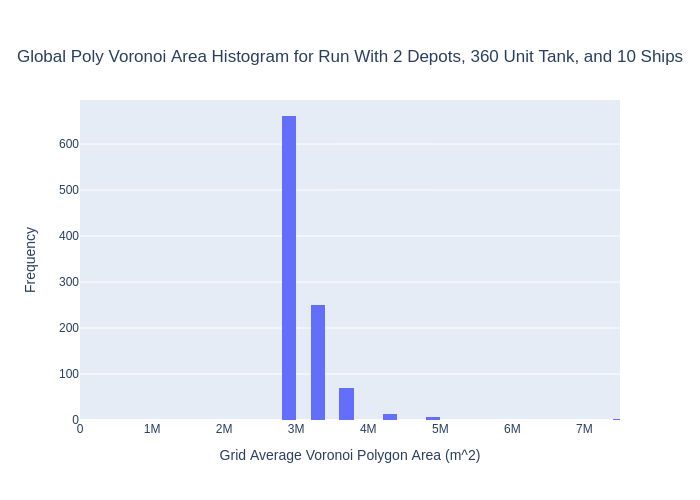 Global Poly Voronoi Area Histogram for Run With 2 Depots, 360 Unit Tank, and 10 Ships
Frequency
600
500
400
300
200
100
0
0 1M 2M 3M 4M 5M 6M 7M
Grid Average Voronoi Polygon Area (m^2)